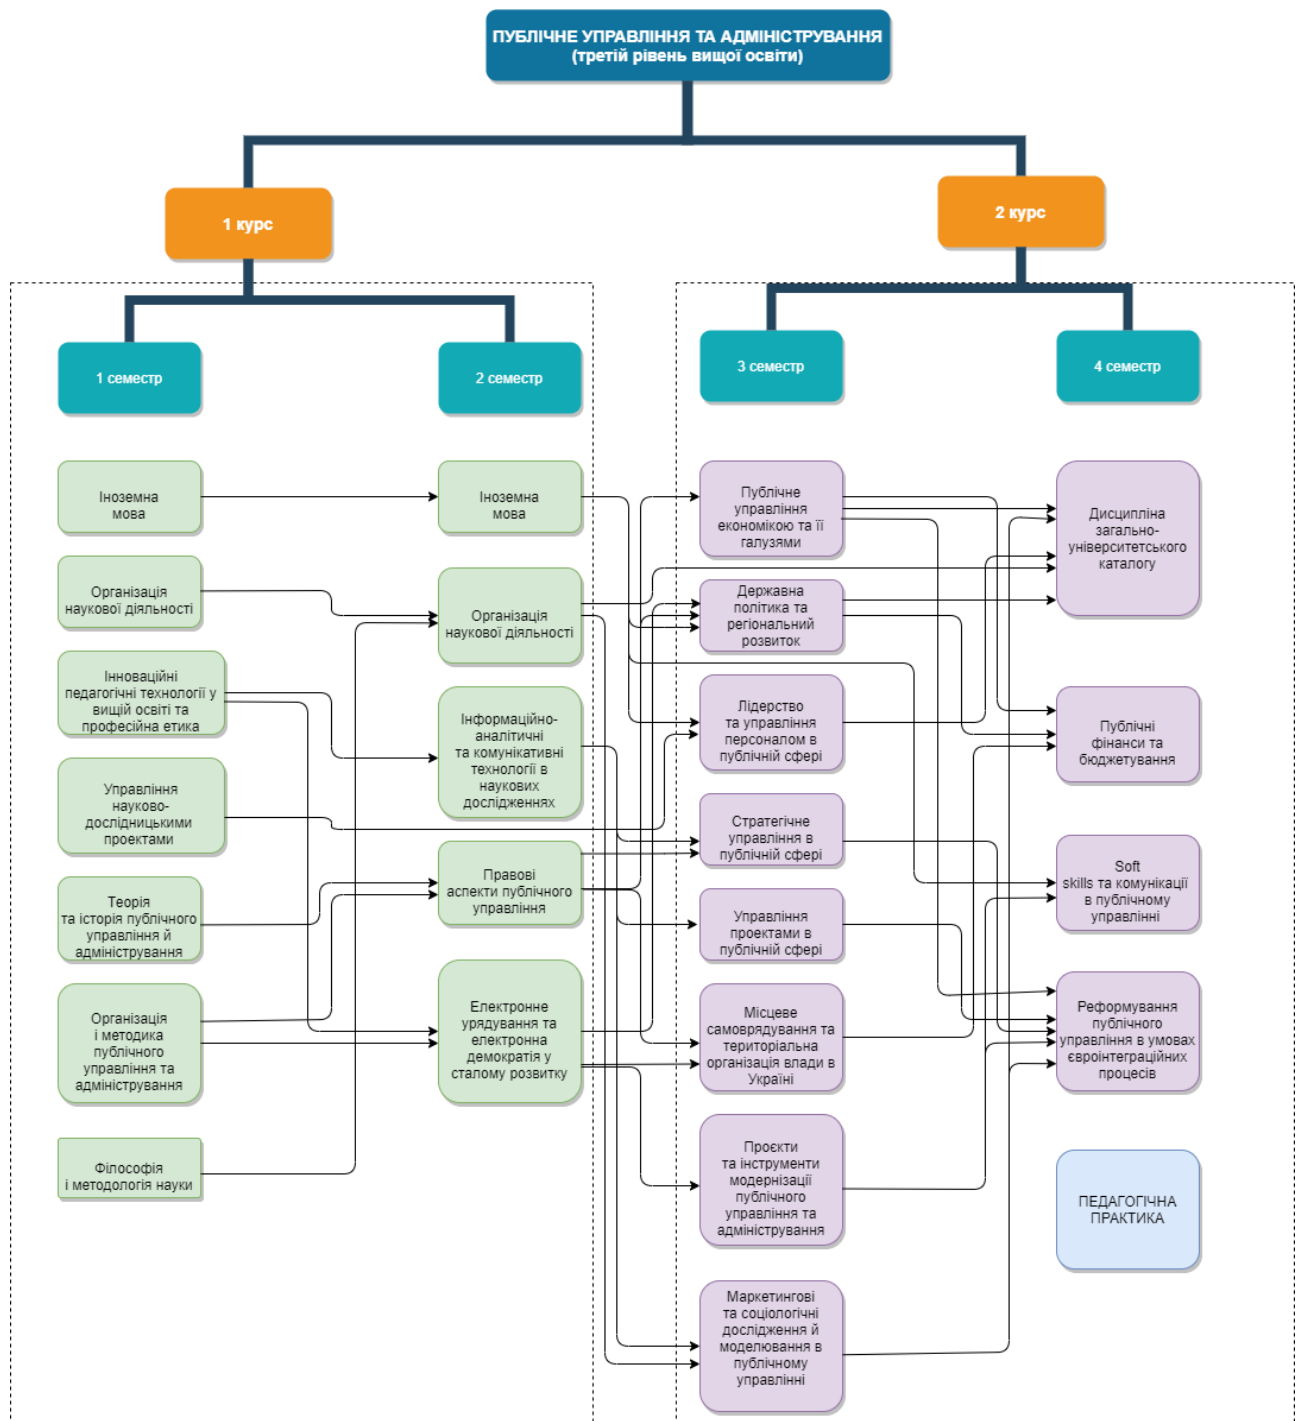 ПУБЛІЧНЕ УПРАВЛІННЯ ТА АДМІНІСТРУВАННЯ
(третій рівень вищої освіти)
1 курс
2 курс
1 семестр
2 семестр
3 семестр
4 семестр
Іноземна
мова
Організація
наукової діяльності
Інноваційні
педагогічні технології у
вищій освіті та
професійна етика
Управління
науково-
дослідницькими
проектами
Теорія
та історія публічного
управління й
адміністрування
Організація
і методика
публічного
управління та
адміністрування
Філософія
і методологія науки
Іноземна
мова
Організація
наукової діяльності
Інформаційно-
аналітичні
та комунікативні
технології в
наукових
дослідженнях
Правові
аспекти публічного
управління
Електронне
урядування та
електронна
демократія у
сталому розвитку
Публічне
управління
економікою та її
галузями
Державна
політика та
регіональний
розвиток
Лідерство
та управління
персоналом в
публічній сфері
Стратегічне
управління в
публічній сфері
Управління
проектами в
публічній сфері
Місцеве
самоврядування та
територіальна
організація влади в
Україні
Проєкти
та інструменти
модернізації
публічного
управління та
адміністрування
Маркетингові
та соціологічні
дослідження й
моделювання в
публічному
управлінні
Дисципліна
загально-
університетського
каталогу
Публічні
фінанси та
бюджетування
Soft
skills та комунікації
в публічному
управлінні
Реформування
публічного
управління в умовах
євроінтеграційних
процесів
ПЕДАГОГІЧНА
ПРАКТИКА